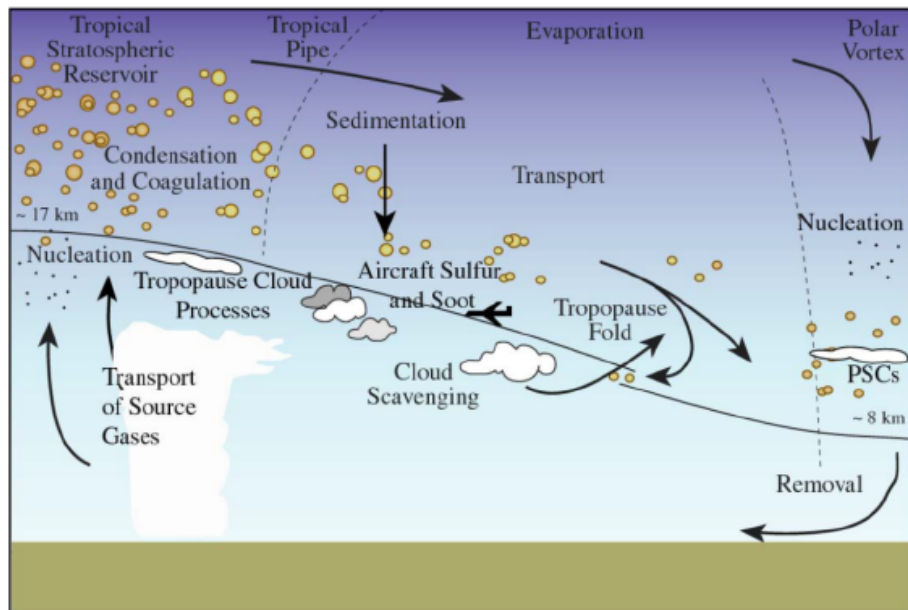 Tropical
Stratospheric
Reservoir
Tropical
Pipe
Evaporation
Polar
Vortex
Sedimentation
Condensation
and Coagulation
Transport
~ 17 km
Nucleation
Nucleation
Tropopause Cloud
Processes
Aircraft Sulfur
and Soot
Tropopause
Fold
Cloud
Scavenging
PSCs
Transport
of Source
Gases
~ 8 km
Removal